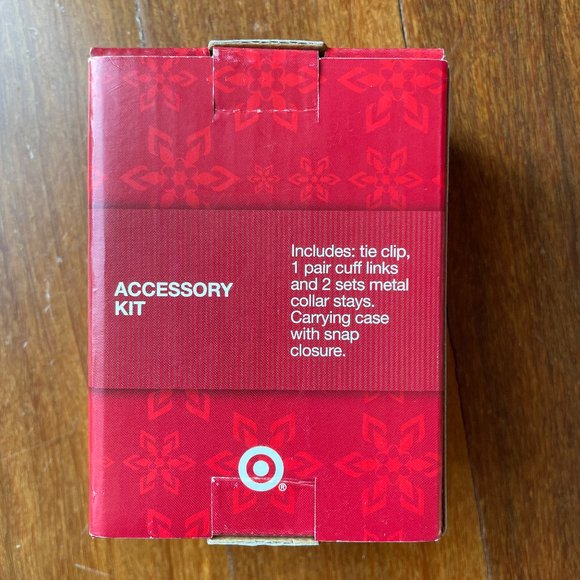 ACCESSORY
KIT
Includes: tie clip,
1 pair cuff links
and 2 sets metal
collar stays.
Carrying case
with snap
closure.
®